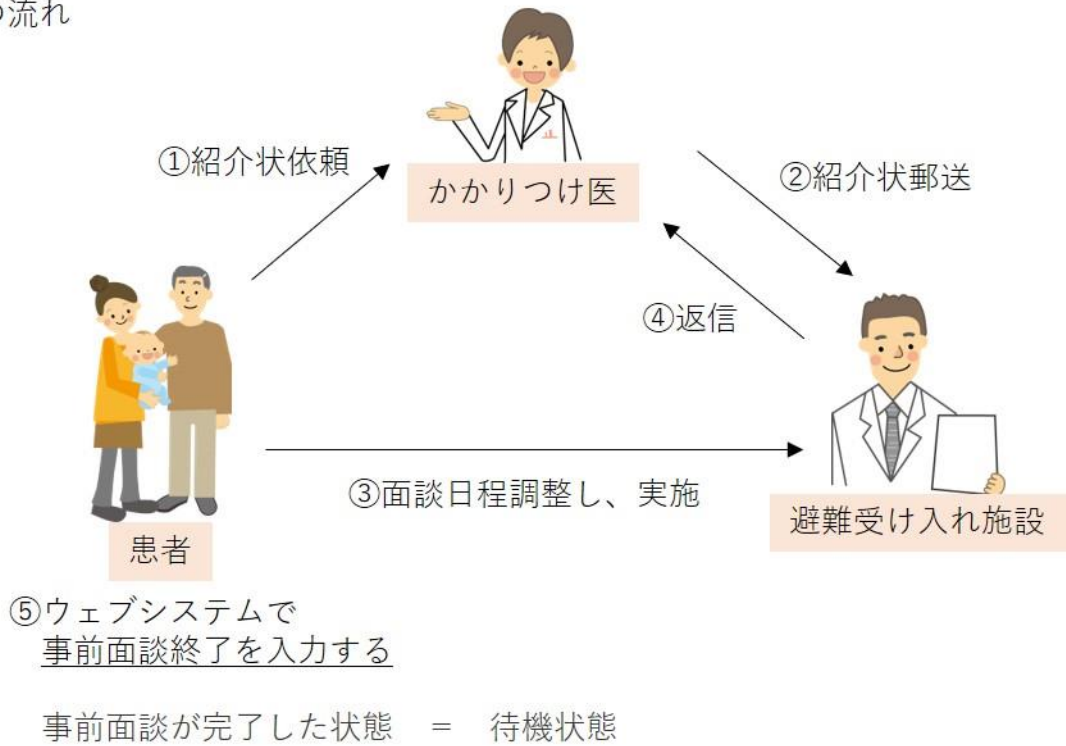 の流れ
①紹介状依頼
かかりつけ医
②紹介状郵送
④返信
③面談日程調整し、実施
避難受け入れ施設
患者
⑤ウェブシステムで
事前面談終了を入力する
事前面談が完了した状態 = 待機状態